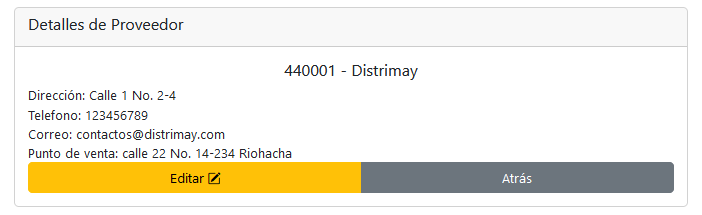 Detalles de Proveedor
440001 - Distrimay
Dirección: Calle 1 No. 2-4
Telefono: 123456789
Correo: contactos@distrimay.com
Punto de venta: calle 22 No. 14-234 Riohacha
Editar
Atrás